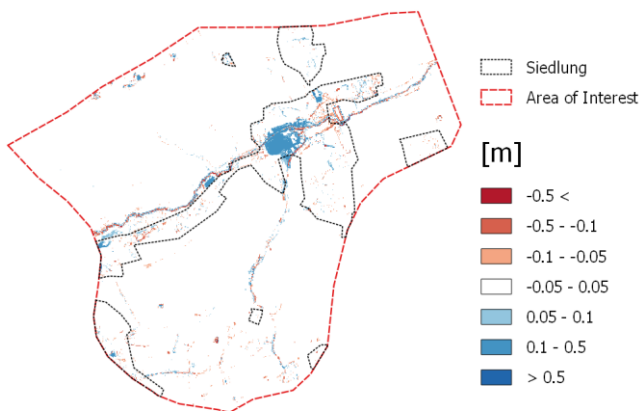 Siedlung
Area of Interest
[m]
-0.5 <
-0.5 - -0.1
-0.1 - -0.05
-0.05 - 0.05
0.05 - 0.1
0.1 - 0.5
> 0.5